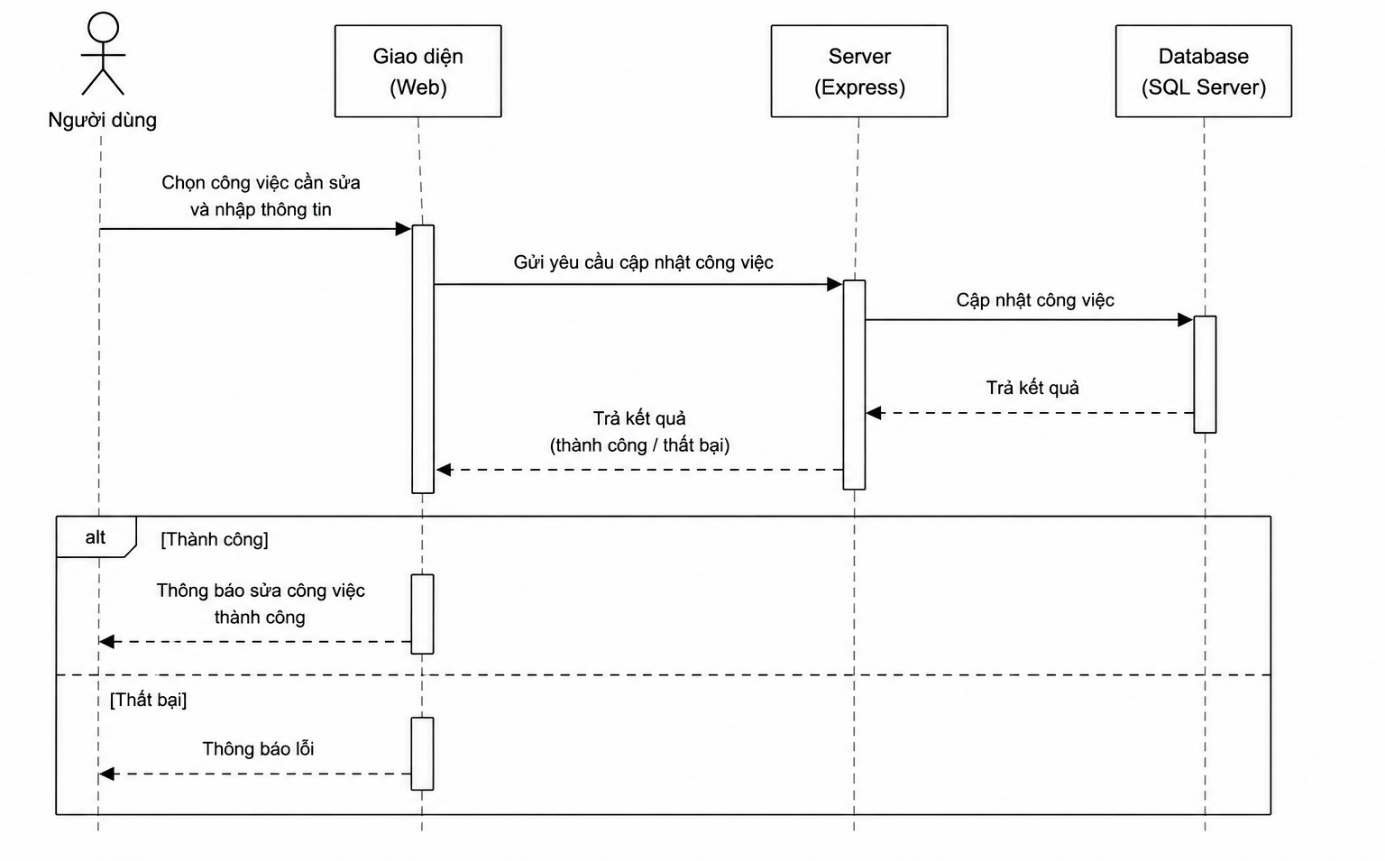 Người dùng
Giao diện
(Web)
Server
(Express)
Database
(SQL Server)
Chọn công việc cần sửa
và nhập thông tin
Gửi yêu cầu cập nhật công việc
Cập nhật công việc
Trả kết quả
Trả kết quả
(thành công / thất bại)
alt
[Thành công]
Thông báo sửa công việc
thành công
[Thất bại]
Thông báo lỗi